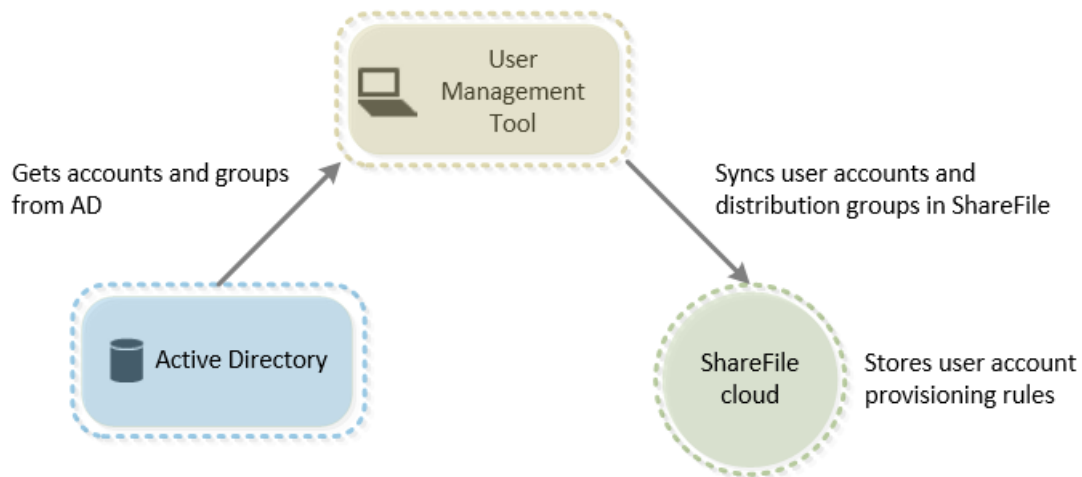 User
Management
Tool
Gets accounts and groups
from AD
Syncs user accounts and
distribution groups in ShareFile
Active Directory
ShareFile
cloud
Stores user account
provisioning rules